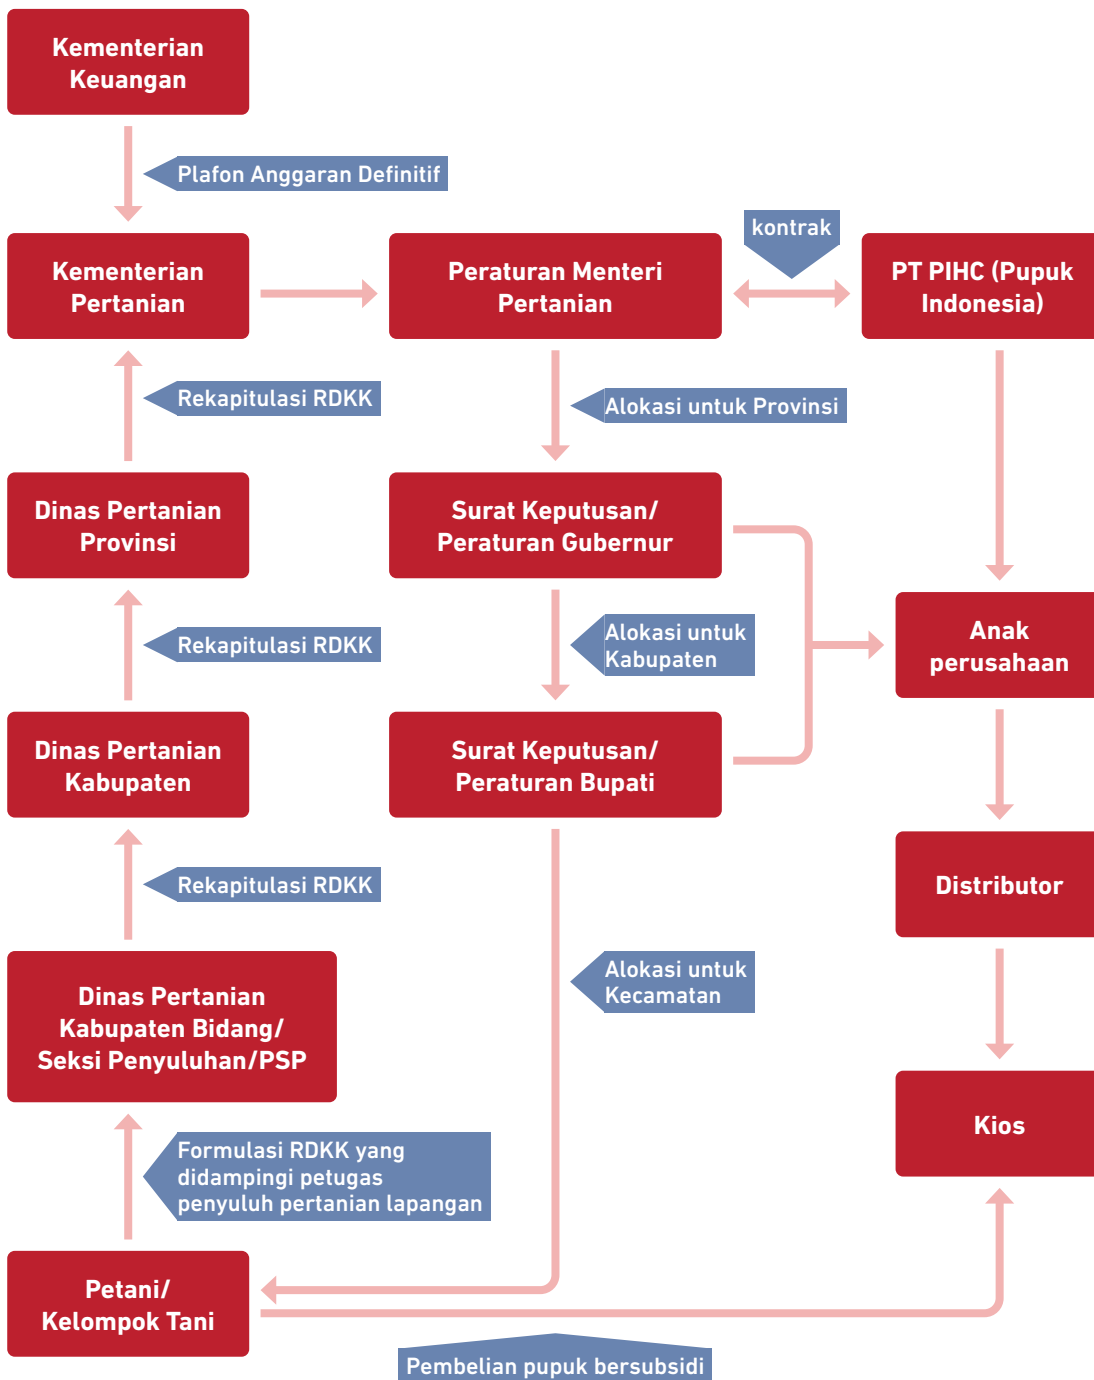 Kementerian
Keuangan
Plafon Anggaran Definitif
kontrak
Kementerian
Pertanian
Peraturan Menteri
Pertanian
PT PIHC (Pupuk
Indonesia)
Rekapitulasi RDKK
Alokasi untuk Provinsi
Dinas Pertanian
Provinsi
Surat Keputusan/
Peraturan Gubernur
Rekapitulasi RDKK
Alokasi untuk
Kabupaten
Anak
perusahaan
Dinas Pertanian
Kabupaten
Surat Keputusan/
Peraturan Bupati
Rekapitulasi RDKK
Distributor
Dinas Pertanian
Kabupaten Bidang/
Seksi Penyuluhan/PSP
Alokasi untuk
Kecamatan
Kios
Formulasi RDKK yang
didampingi petugas
penyuluh pertanian lapangan
Petani/
Kelompok Tani
Pembelian pupuk bersubsidi